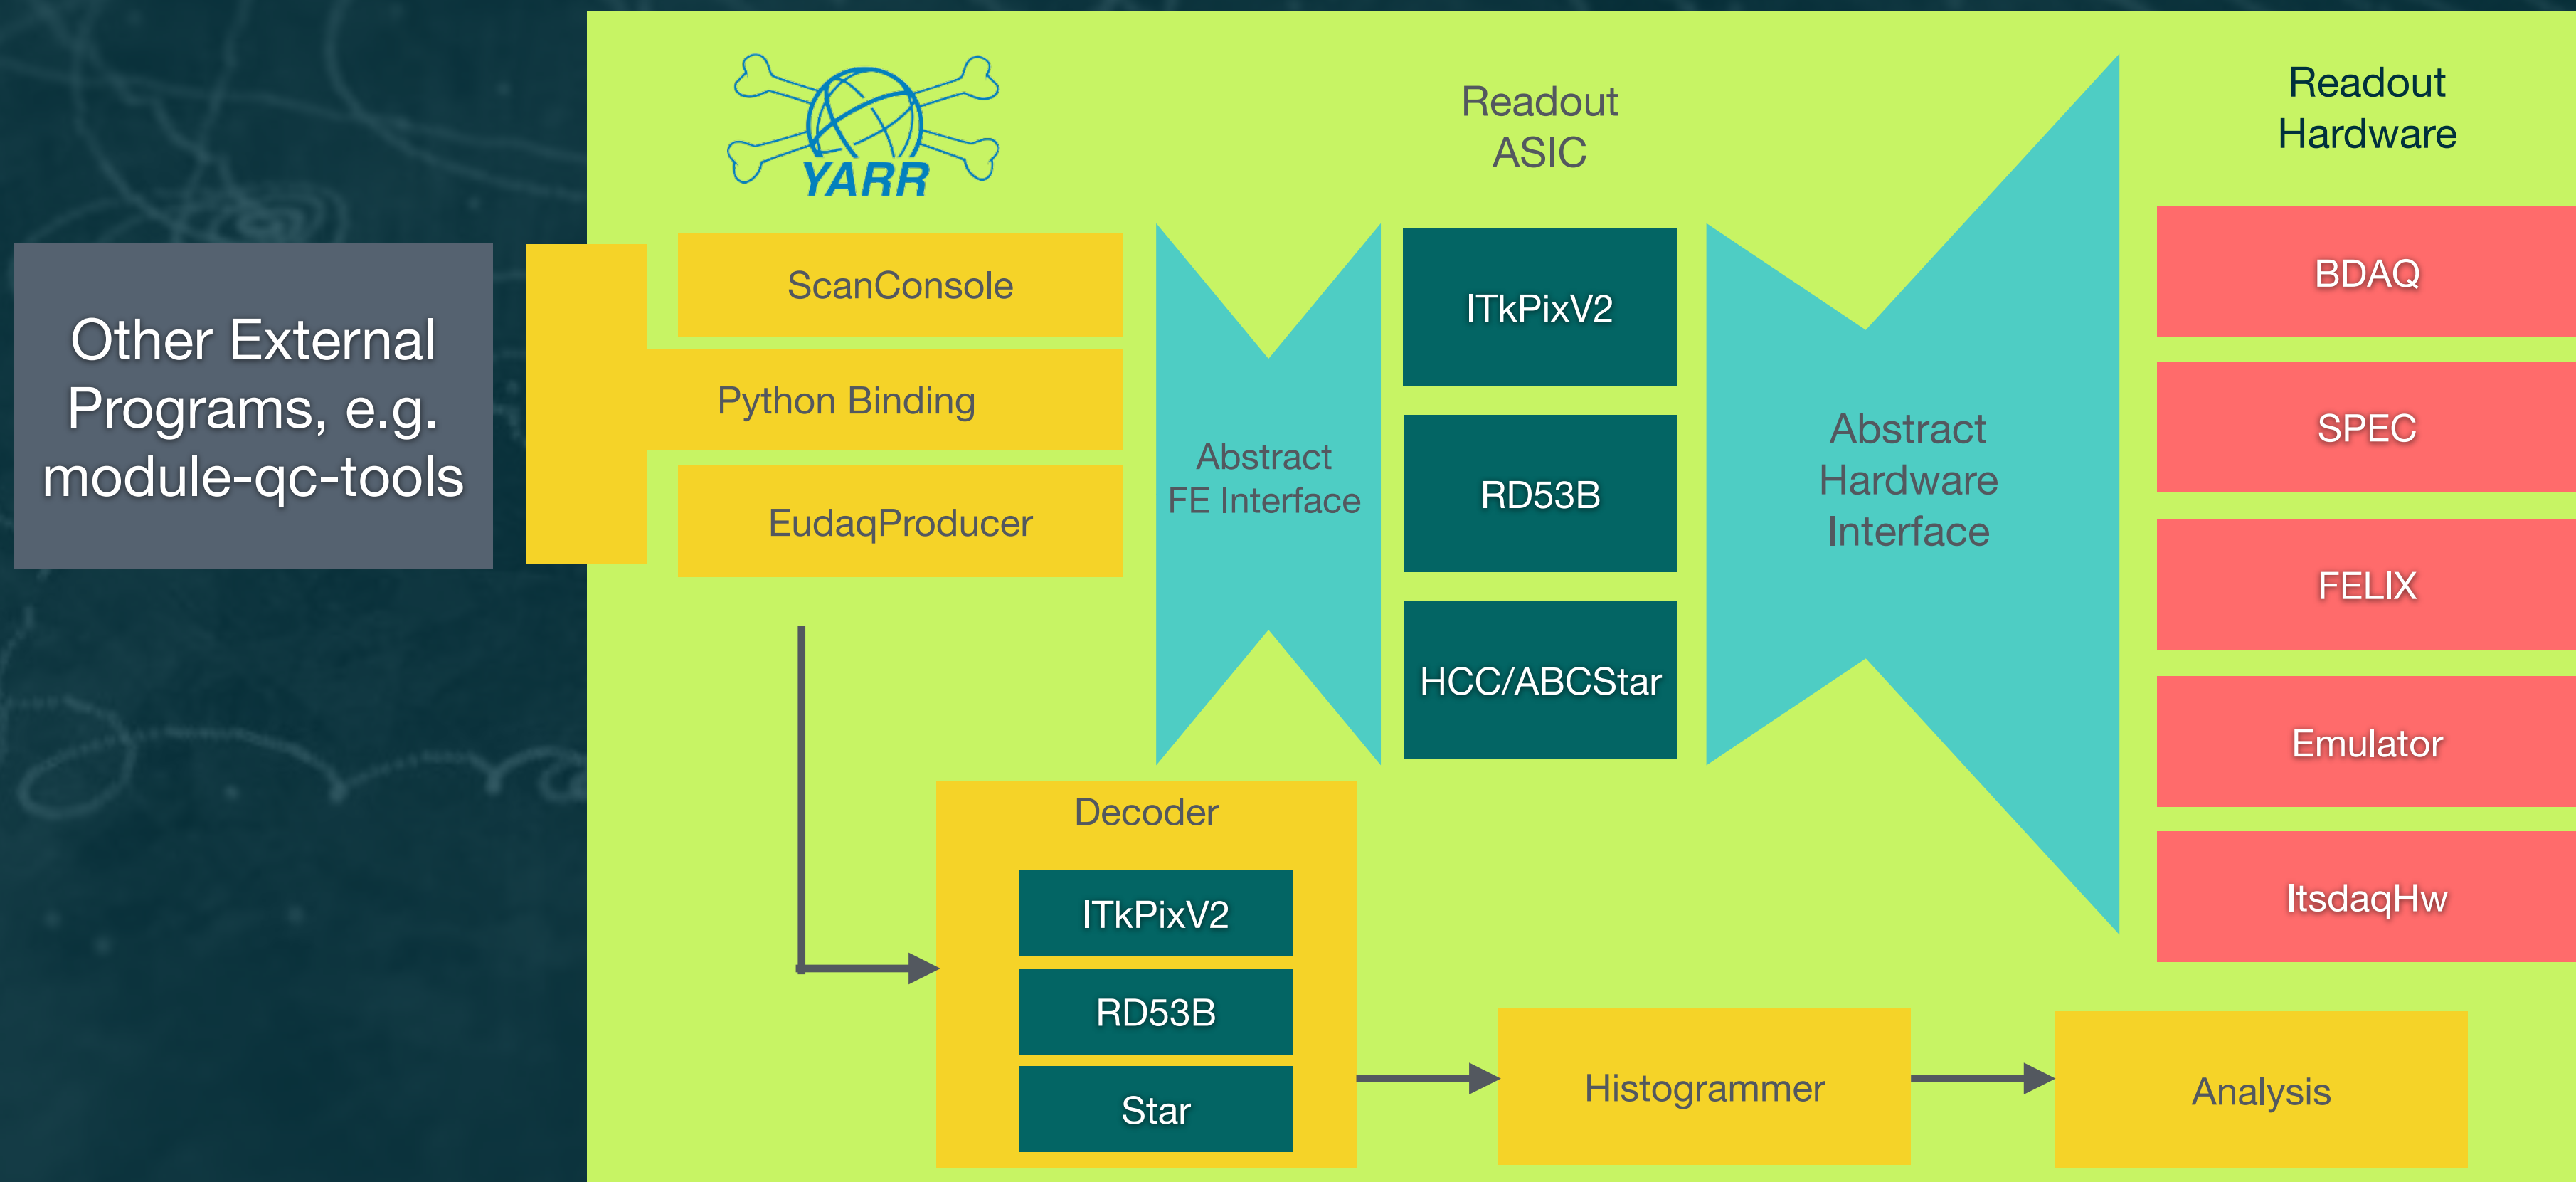 Other External
Programs, e.g.
module-qc-tools
YARR
ScanConsole
Python Binding
EudaqProducer
Abstract
FE Interface
Readout
ASIC
ITkPixV2
RD53B
HCC/ABCStar
Abstract
Hardware
Interface
Readout
Hardware
BDAQ
SPEC
FELIX
Emulator
ItsdaqHw
Decoder
ITkPixV2
RD53B
Star
Histogrammer
Analysis